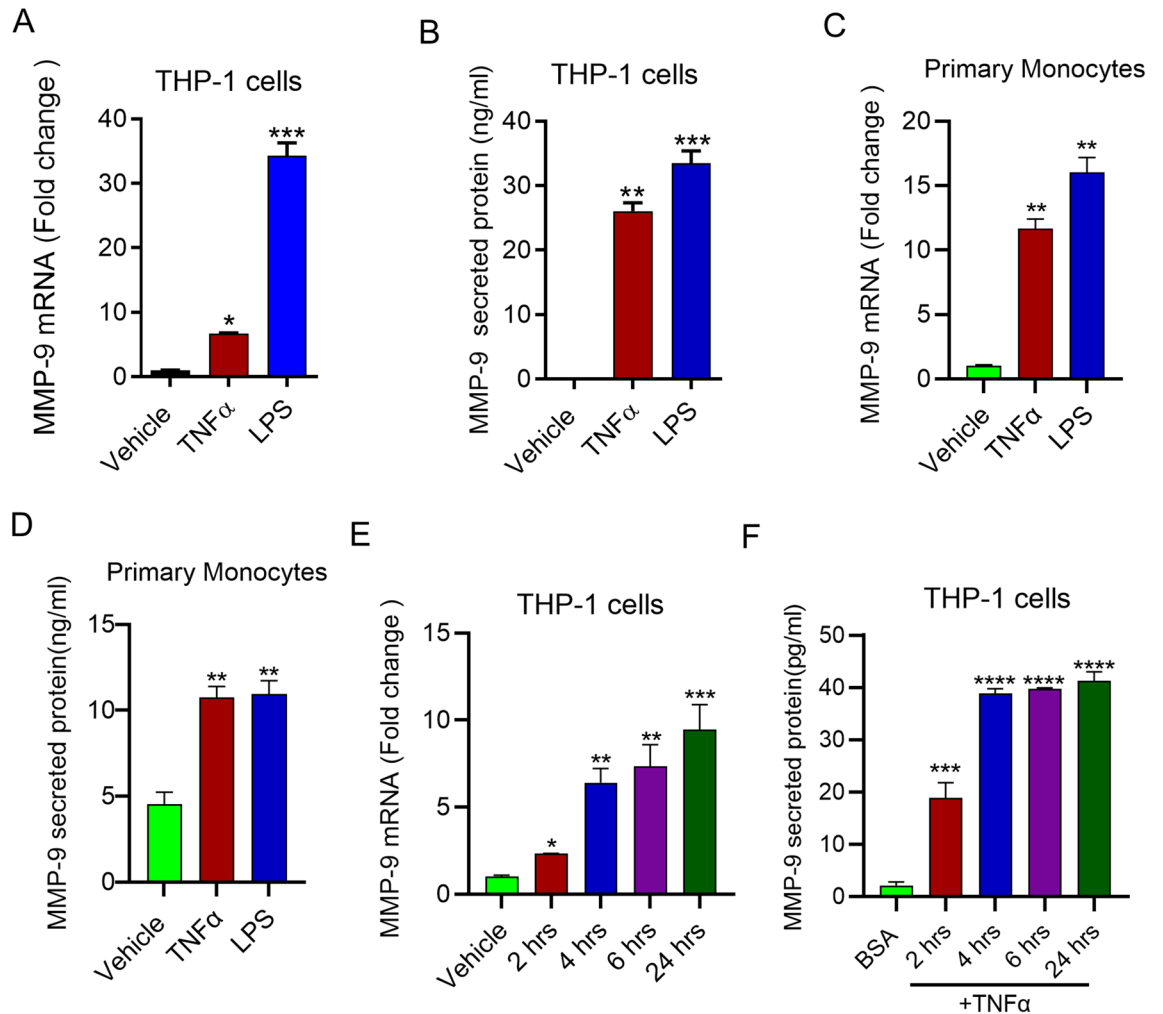 A
THP-1 cells
MMP-9 mRNA (Fold change )
40
30
20
10
0
***
*
Vehicle
TNFα
LPS
B
THP-1 cells
MMP-9 secreted protein (ng/ml)
40
30
20
10
0
**
***
Vehicle
TNFα
LPS
C
Primary Monocytes
MMP-9 mRNA (Fold change )
20
15
10
5
0
**
**
Vehicle
TNFα
LPS
D
Primary Monocytes
MMP-9 secreted protein(ng/ml)
15
10
5
0
**
**
Vehicle
TNFα
LPS
E
THP-1 cells
MMP-9 mRNA (Fold change )
15
10
5
0
*
**
**
***
Vehicle
2 hrs
4 hrs
6 hrs
24 hrs
F
THP-1 cells
MMP-9 secreted protein(pg/ml)
50
40
30
20
10
0
***
****
****
****
BSA
2 hrs
4 hrs
6 hrs
24 hrs
+TNFα